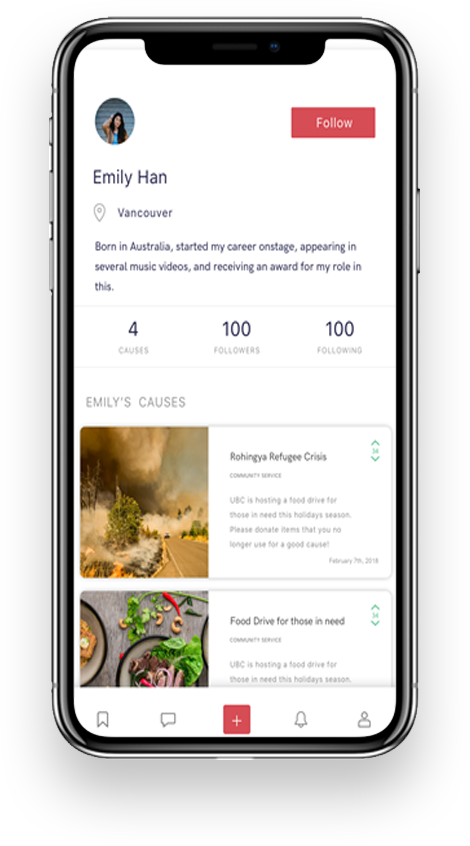 Follow
Emily Han
Vancouver
Born in Australia, started my career onstage, appearing in
several music videos, and receiving an award for my role in
this.
4
100
100
CAUSES
FOLLOWERS
FOLLOWING
EMILY'S CAUSES
Rohingya Refugee Crisis
34
COMMUNITY SERVICE
UBC is hosting a food drive for
those in need this holidays season.
Please donate items that you no
longer use for a good cause!
February 7th, 2018
Food Drive for those in need
34
COMMUNITY SERVICE
UBC is hosting a food drive for
those in need this holidays season.